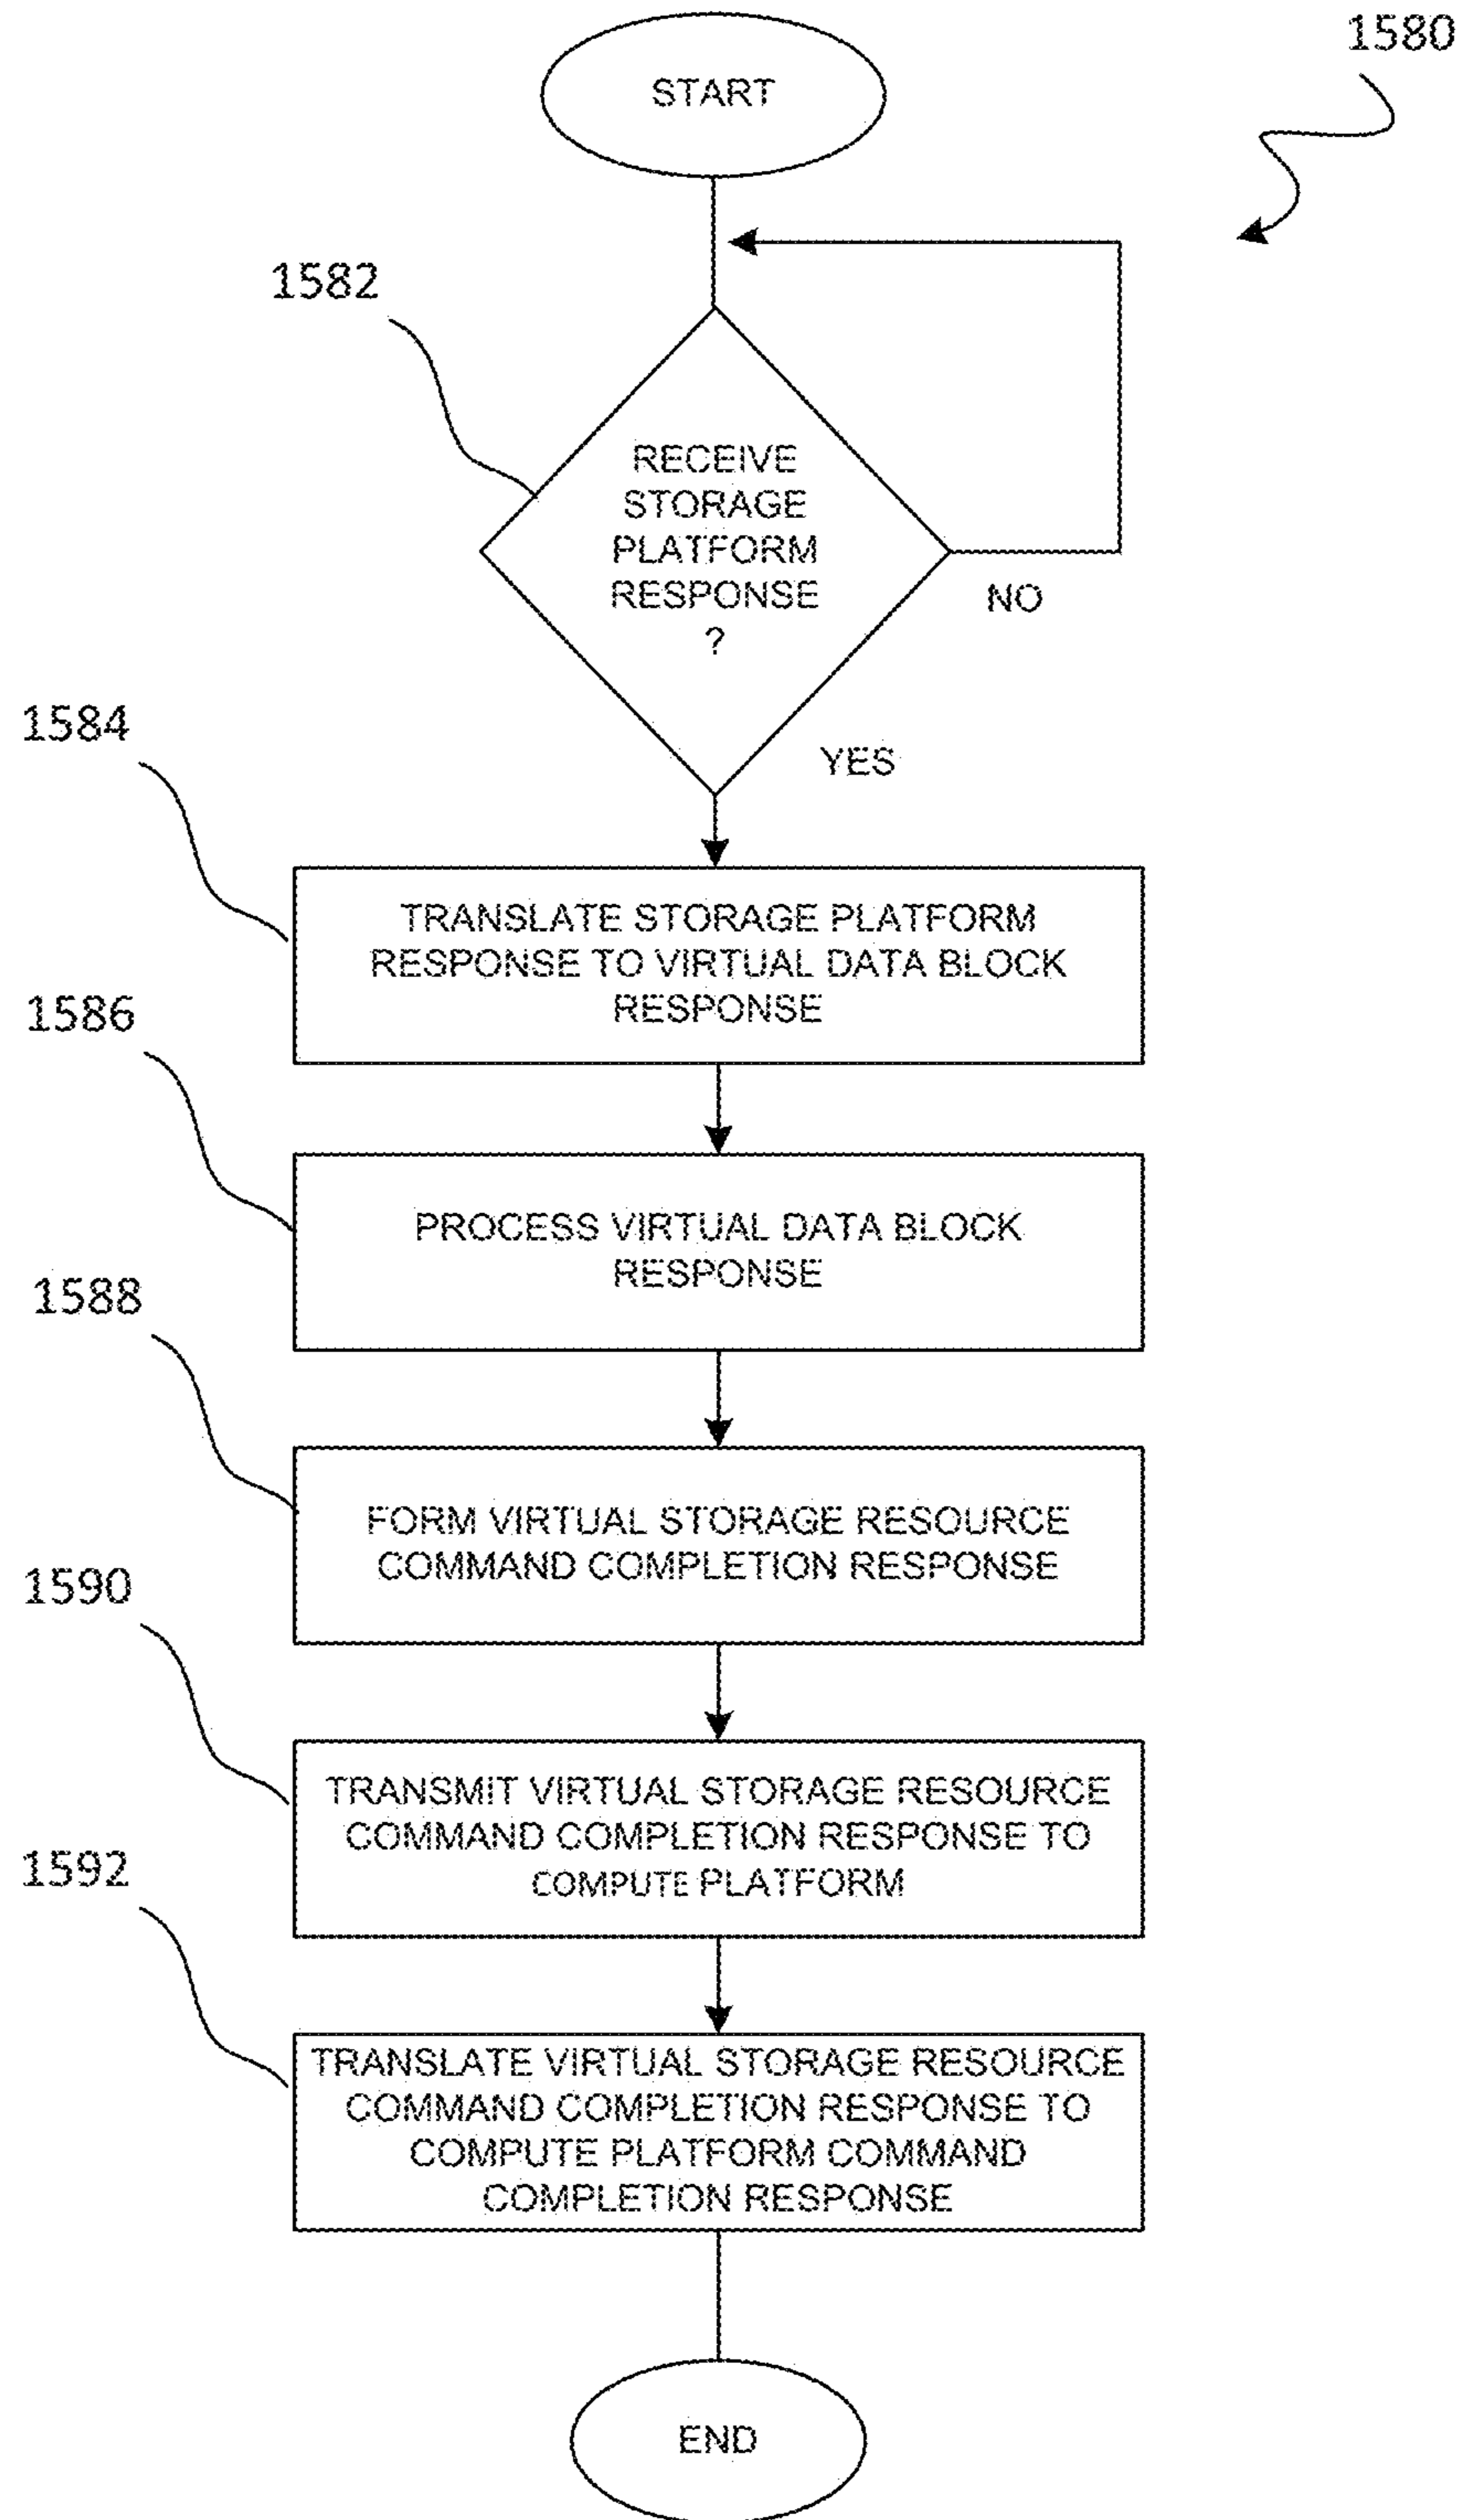 1580
START
1582
RECEIVE
STORAGE
PLATFORM
RESPONSE
?
NO
YES
1584
TRANSLATE STORAGE PLATFORM
RESPONSE TO VIRTUAL DATA BLOCK
RESPONSE
1586
PROCESS VIRTUAL DATA BLOCK
RESPONSE
1588
FORM VIRTUAL STORAGE RESOURCE
COMMAND COMPLETION RESPONSE
1590
TRANSMIT VIRTUAL STORAGE RESOURCE
COMMAND COMPLETION RESPONSE TO
COMPUTE PLATFORM
1592
TRANSLATE VIRTUAL STORAGE RESOURCE
COMMAND COMPLETION RESPONSE TO
COMPUTE PLATFORM COMMAND
COMPLETION RESPONSE
END